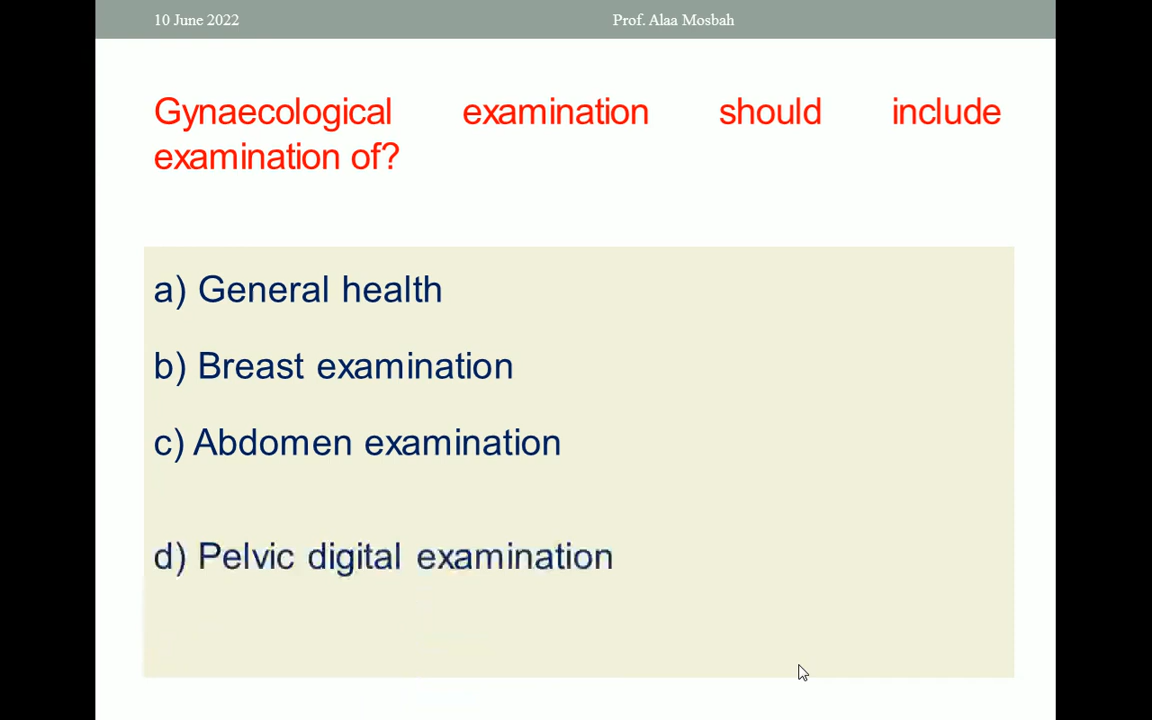 10 June 2022 Prof. Alaa Mosbah
Gynaecological examination should include
examination of?
a) General health
b) Breast examination
c) Abdomen examination
d) Pelvic digital examination